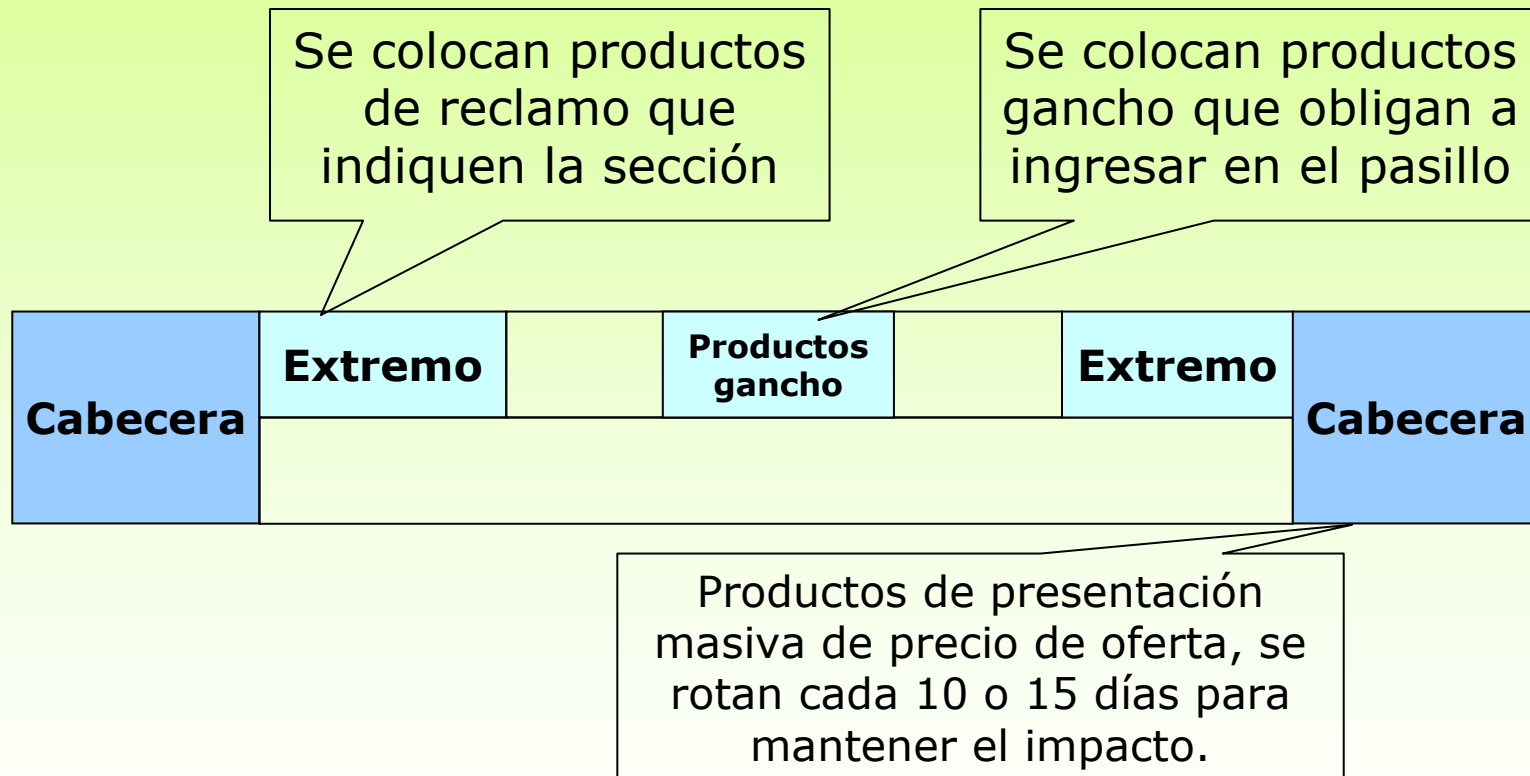 Se colocan productos
de reclamo que
indiquen la sección
Se colocan productos
gancho que obligan a
ingresar en el pasillo
Cabecera
Extremo
Productos
gancho
Extremo
Cabecera
Productos de presentación
masiva de precio de oferta, se
rotan cada 10 o 15 días para
mantener el impacto.